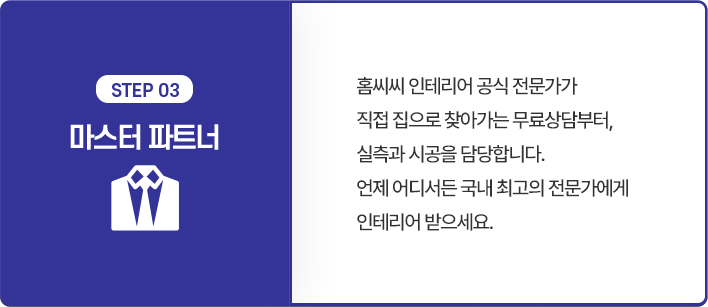 STEP 03
마스터 파트너
홈씨씨 인테리어 공식 전문가가
직접 집으로 찾아가는 무료상담부터,
실측과 시공을 담당합니다.
언제 어디서든 국내 최고의 전문가에게
인테리어 받으세요.